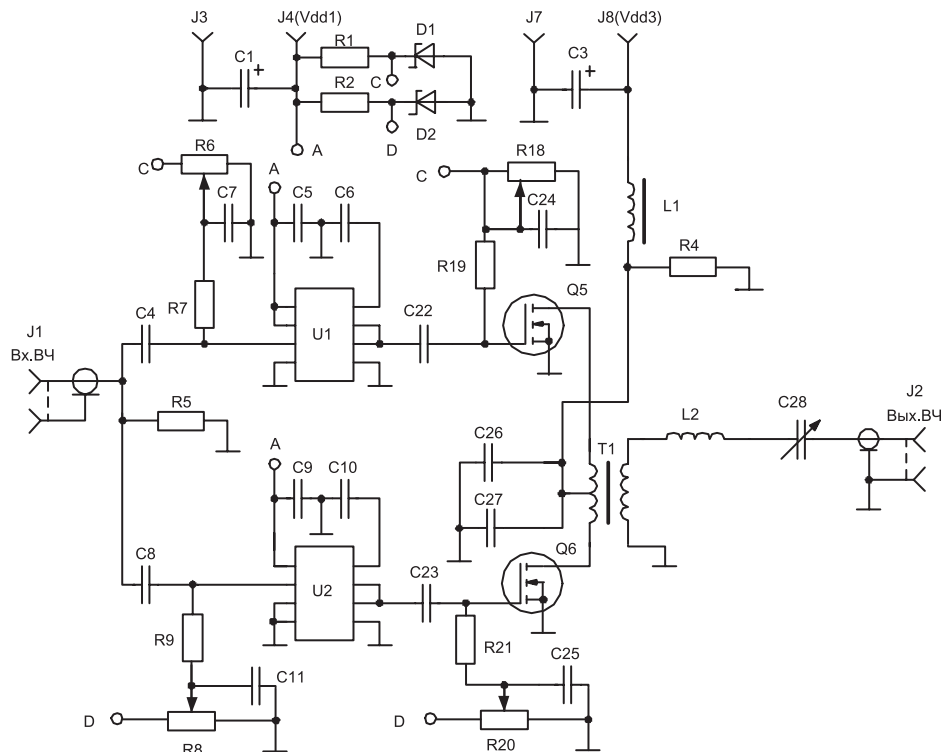 J3
J4(Vdd1)
J7
J8(Vdd3)
R1
D1
C1
+
C
C3
+
R2
D2
A
D
R6
C
C7
A
C5
C6
C
R18
C24
L1
R4
R7
R19
Q5
C4
U1
C22
J1
Вх.ВЧ
R5
L2
C28
J2
Вых.ВЧ
A
C9
C10
C26
T1
C27
C8
U2
C23
Q6
R9
R21
C11
C25
D
R8
D
R20